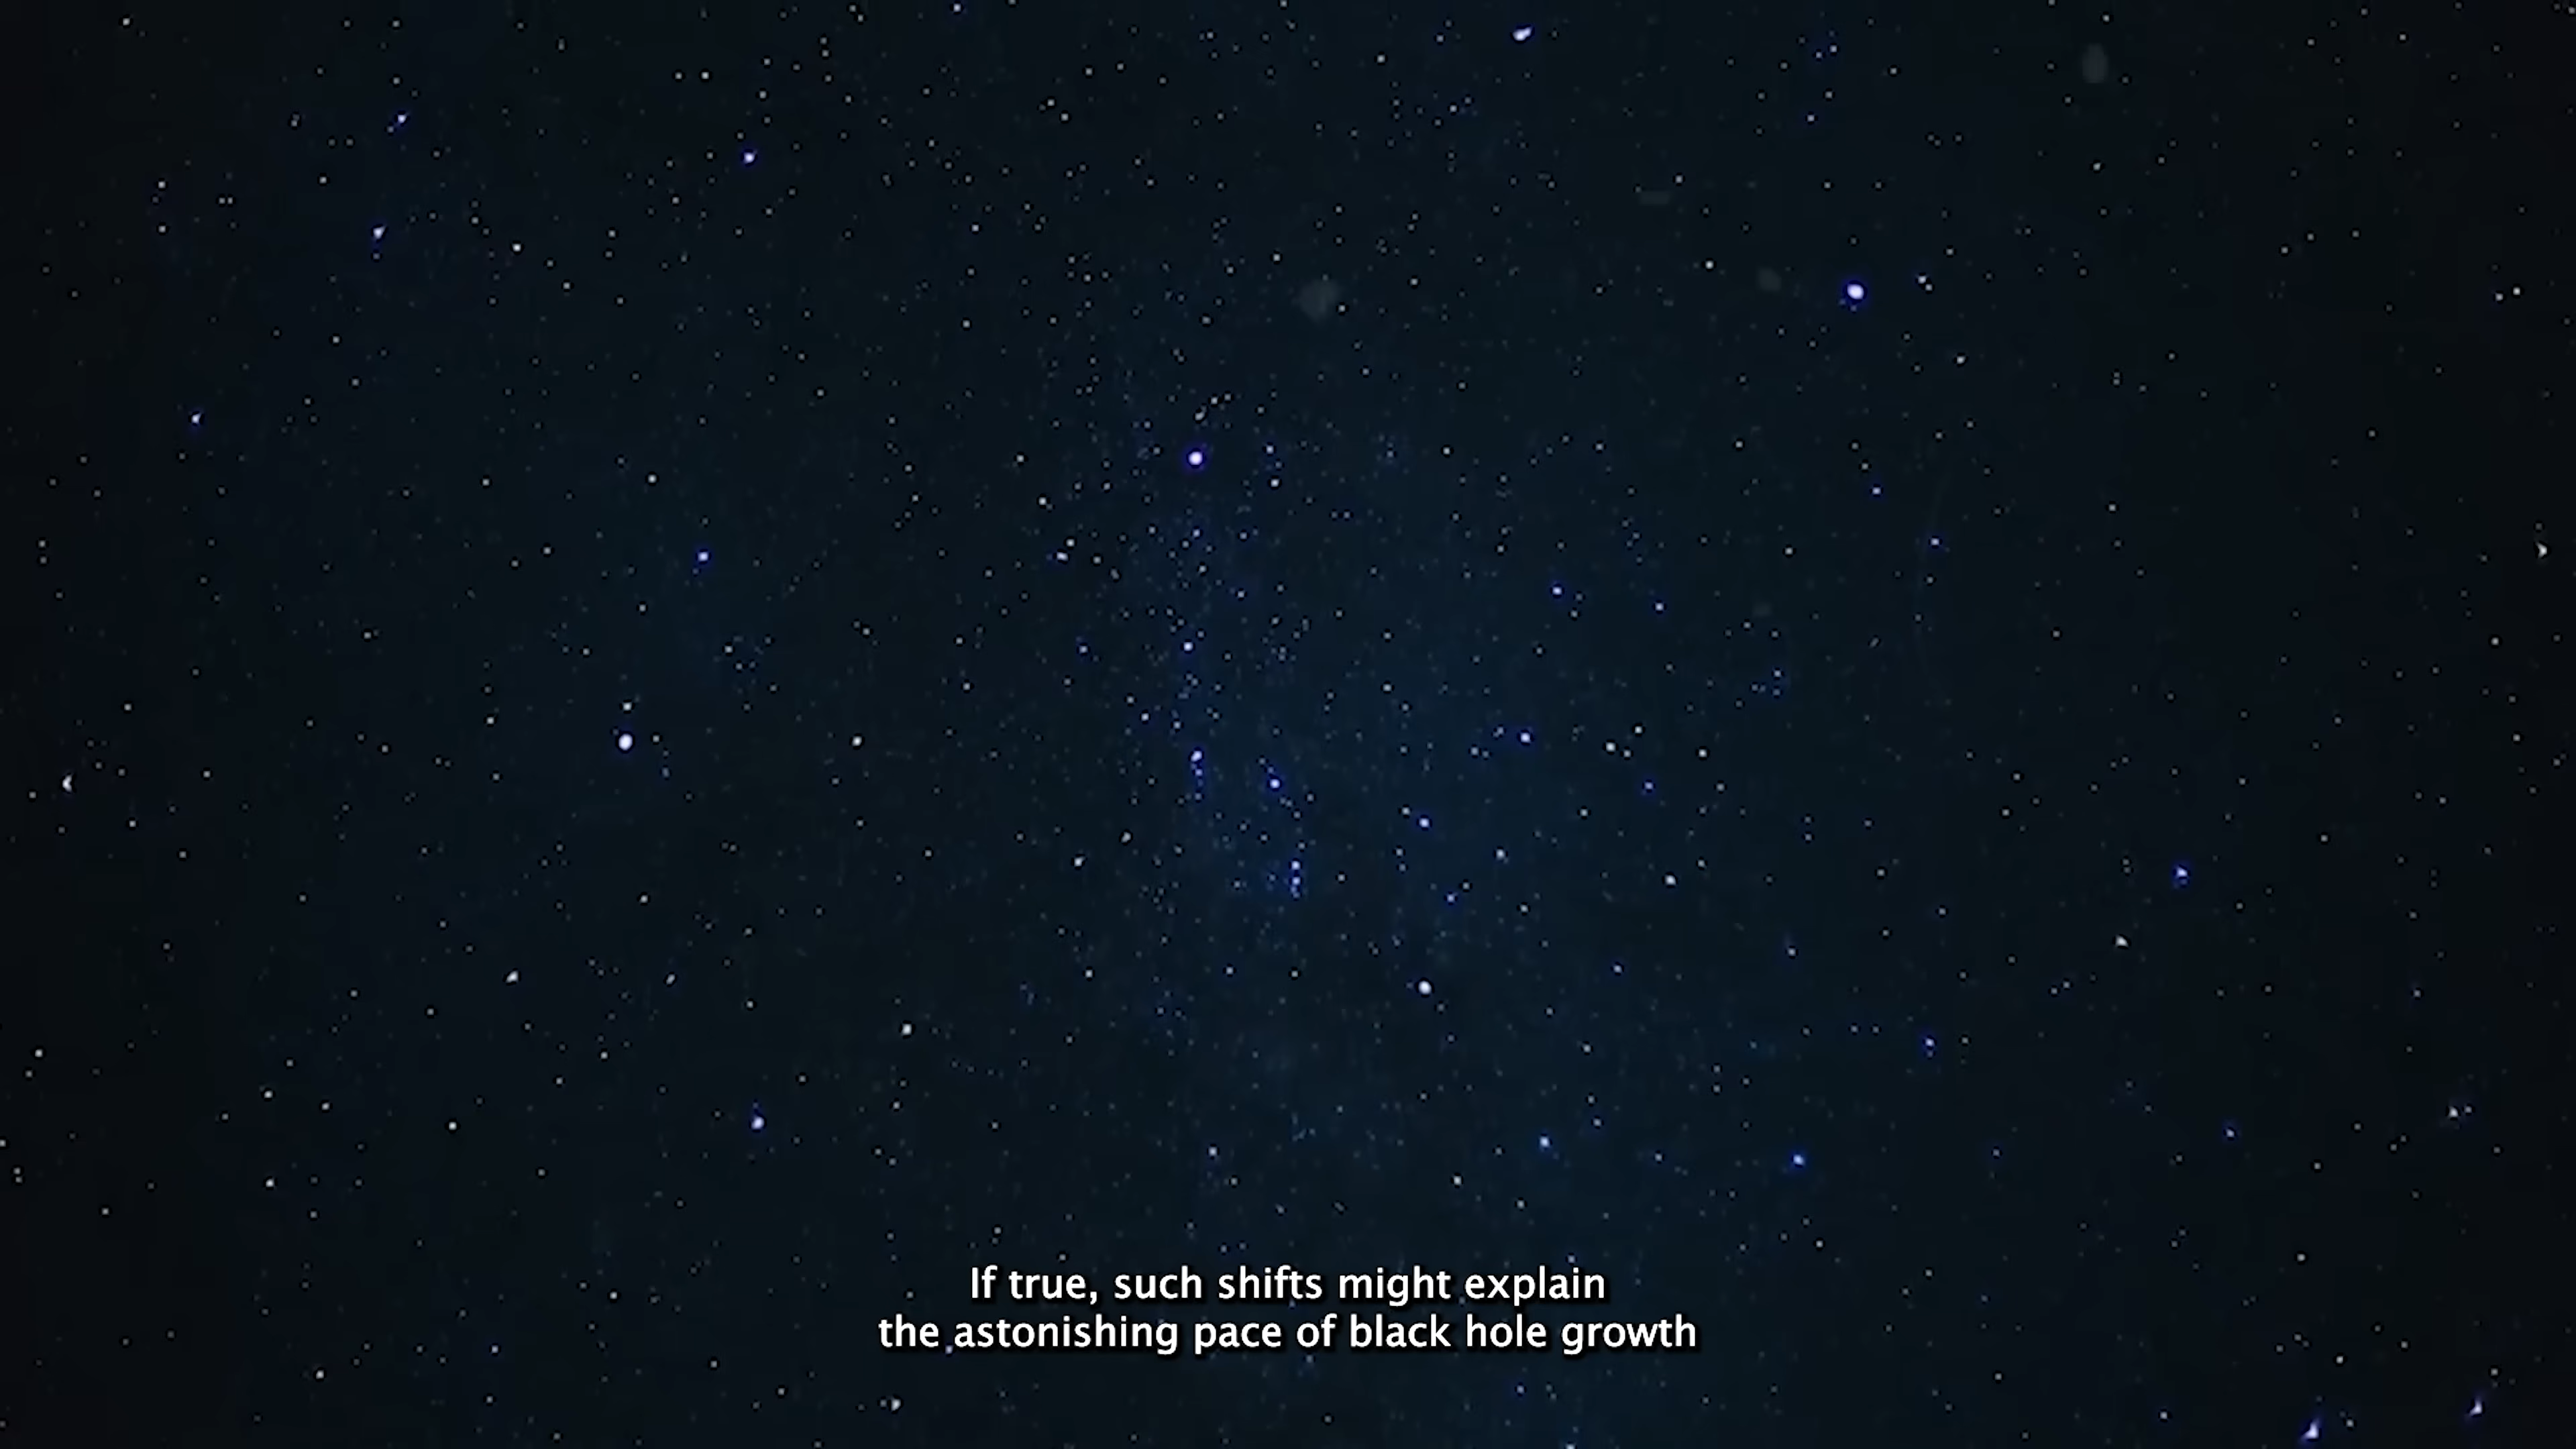 If true, such shifts might explain
the astonishing pace of black hole growth